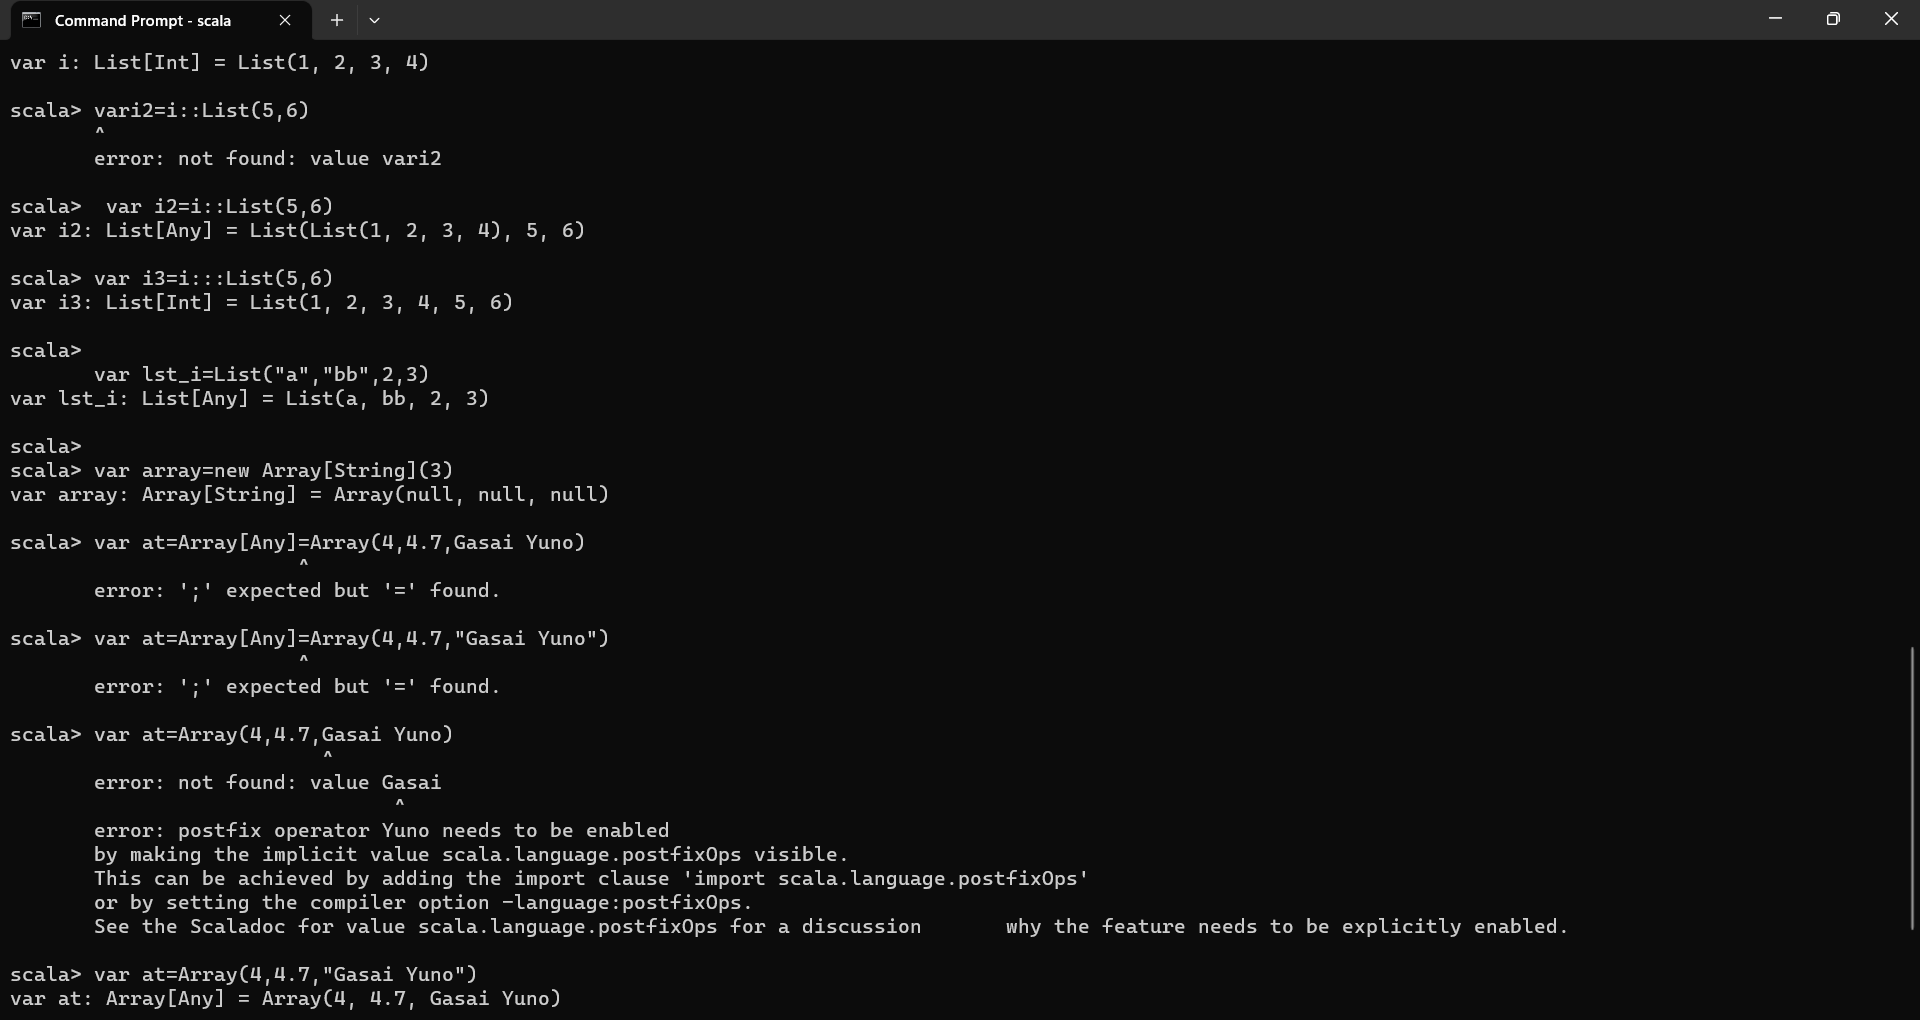 Command Prompt - scala
var i: List[Int] = List(1, 2, 3, 4)
scala> vari2=i::List(5,6)
^
error: not found: value vari2
scala>  var i2=i::List(5,6)
var i2: List[Any] = List(List(1, 2, 3, 4), 5, 6)
scala> var i3=i:::List(5,6)
var i3: List[Int] = List(1, 2, 3, 4, 5, 6)
scala>
var lst_i=List("a","bb",2,3)
var lst_i: List[Any] = List(a, bb, 2, 3)
scala>
scala> var array=new Array[String](3)
var array: Array[String] = Array(null, null, null)
scala> var at=Array[Any]=Array(4,4.7,Gasai Yuno)
^
error: ';' expected but '=' found.
scala> var at=Array[Any]=Array(4,4.7,"Gasai Yuno")
^
error: ';' expected but '=' found.
scala> var at=Array(4,4.7,Gasai Yuno)
^
error: not found: value Gasai
^
error: postfix operator Yuno needs to be enabled
by making the implicit value scala.language.postfixOps visible.
This can be achieved by adding the import clause 'import scala.language.postfixOps'
or by setting the compiler option -language:postfixOps.
See the Scaladoc for value scala.language.postfixOps for a discussion       why the feature needs to be explicitly enabled.
scala> var at=Array(4,4.7,"Gasai Yuno")
var at: Array[Any] = Array(4, 4.7, Gasai Yuno)